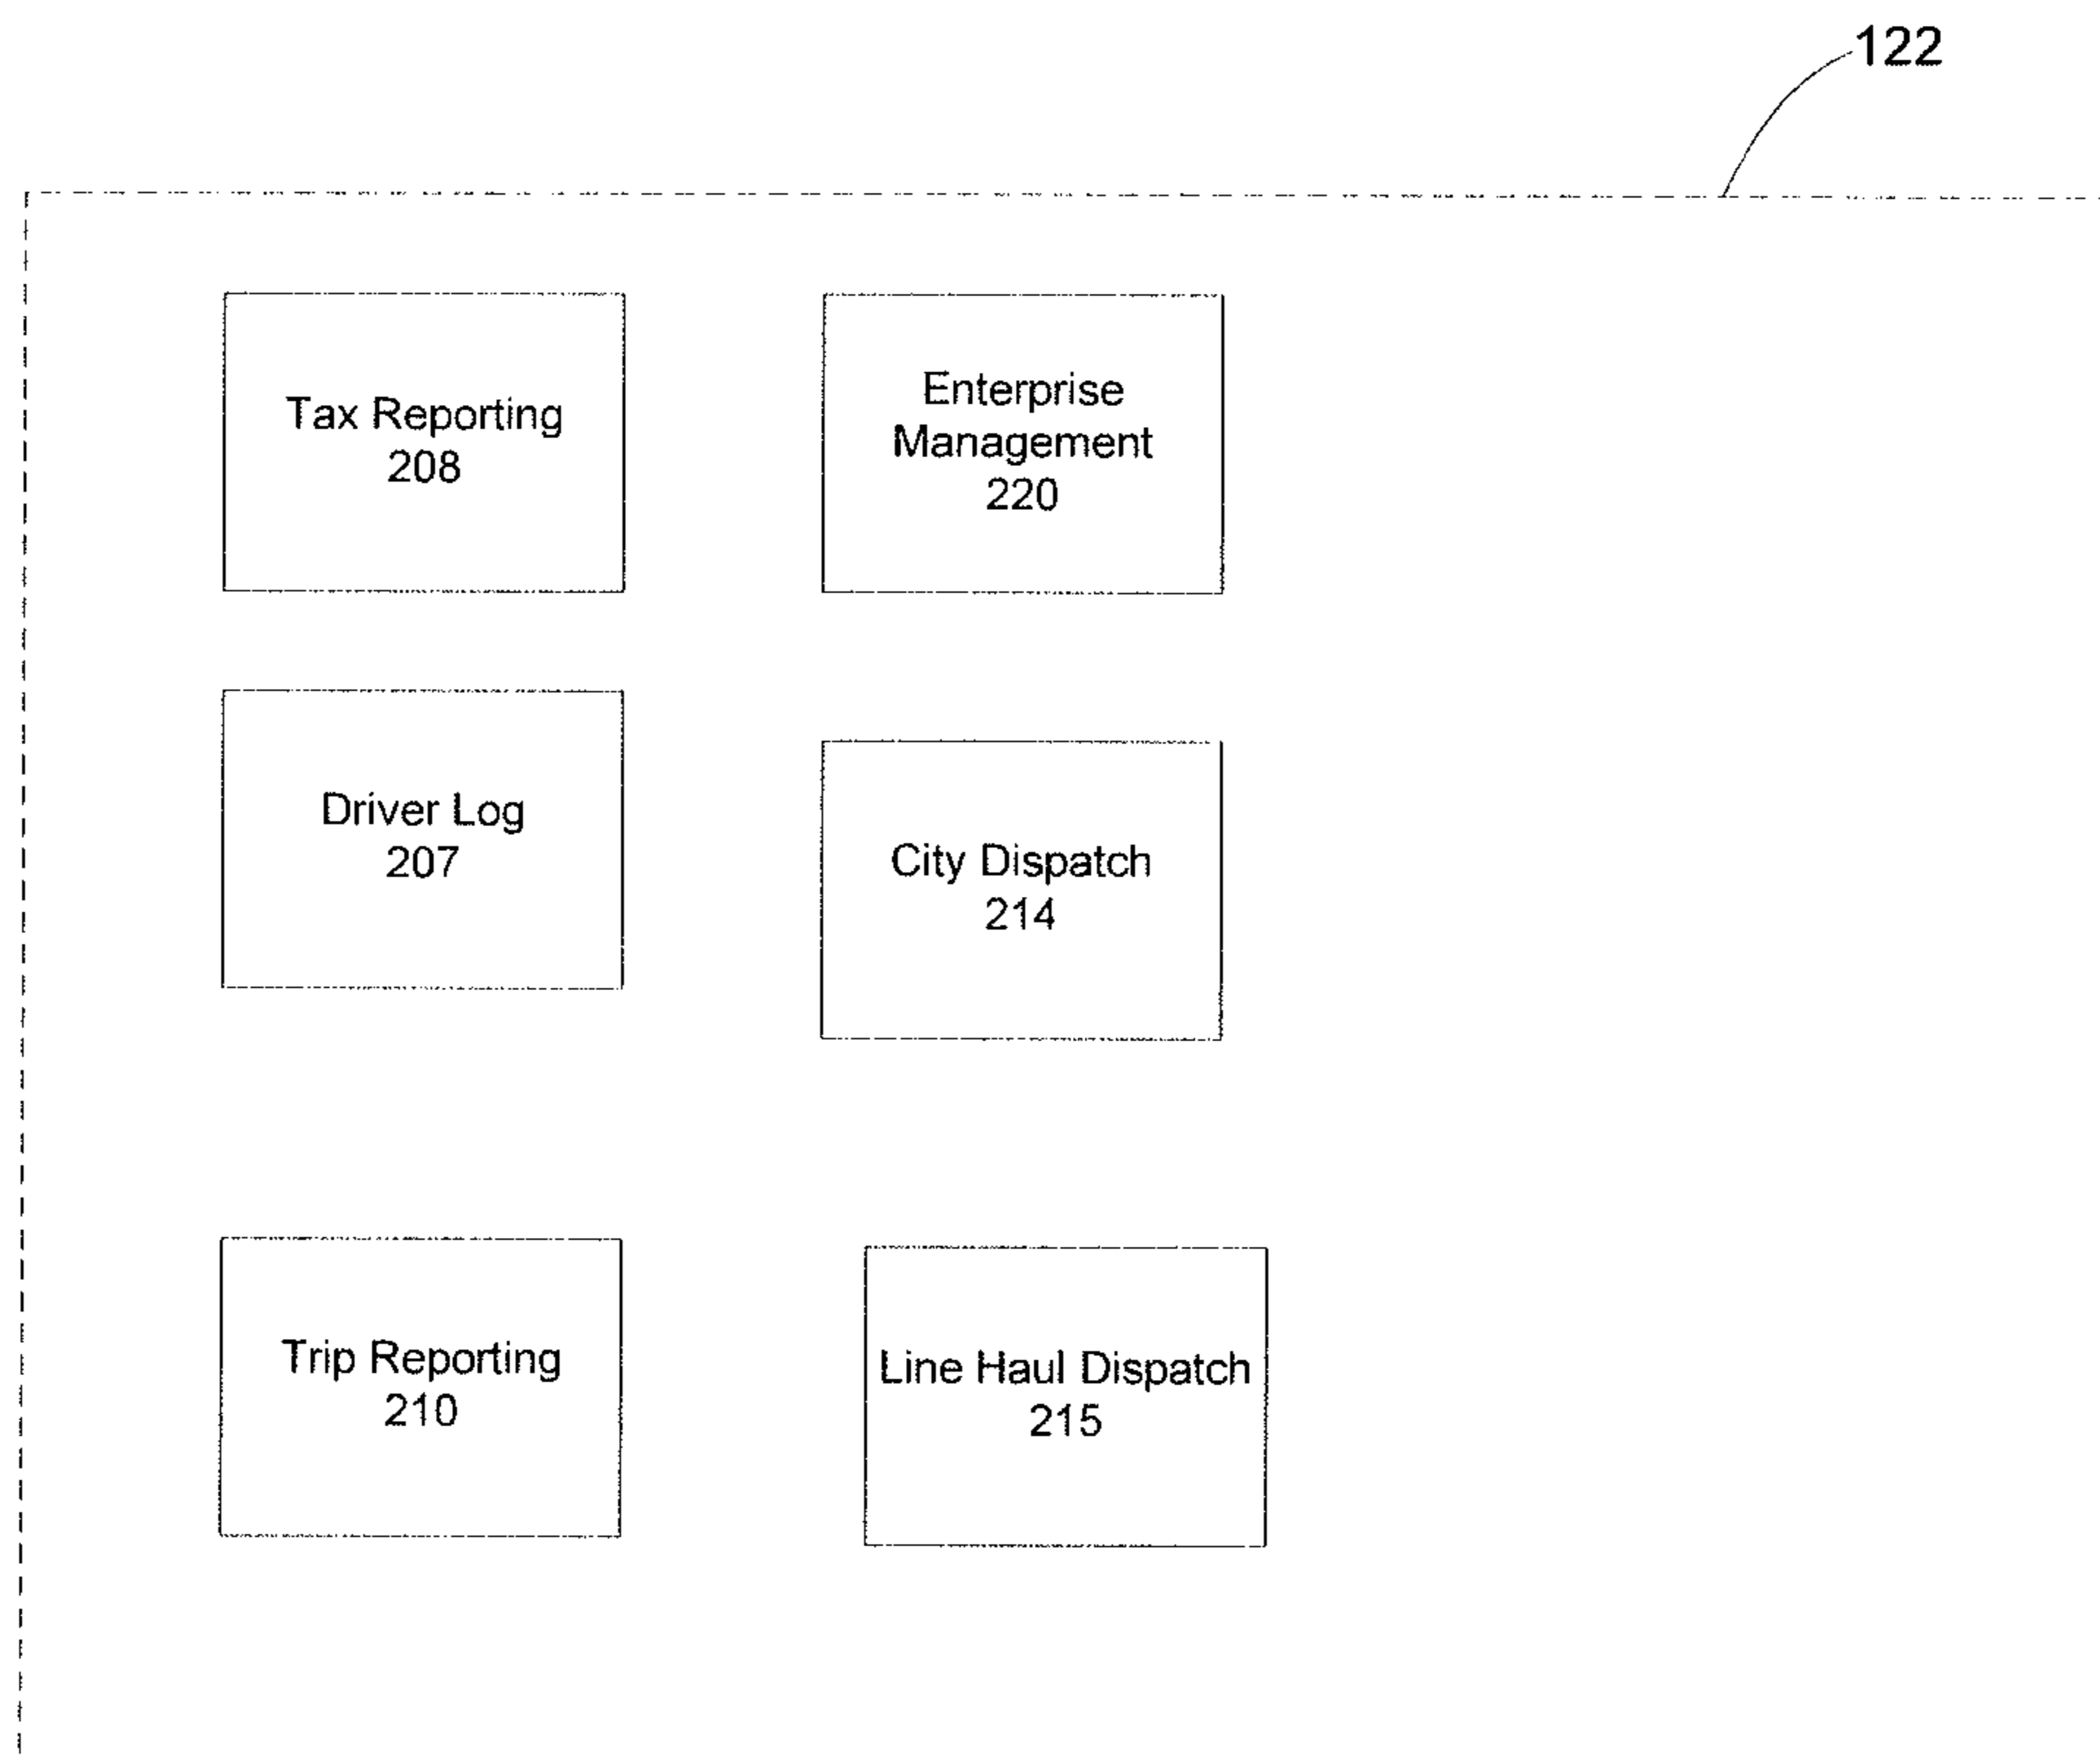 122
Tax Reporting
208
Enterprise
Management
220
Driver Log
207
City Dispatch
214
Trip Reporting
210
Line Haul Dispatch
215